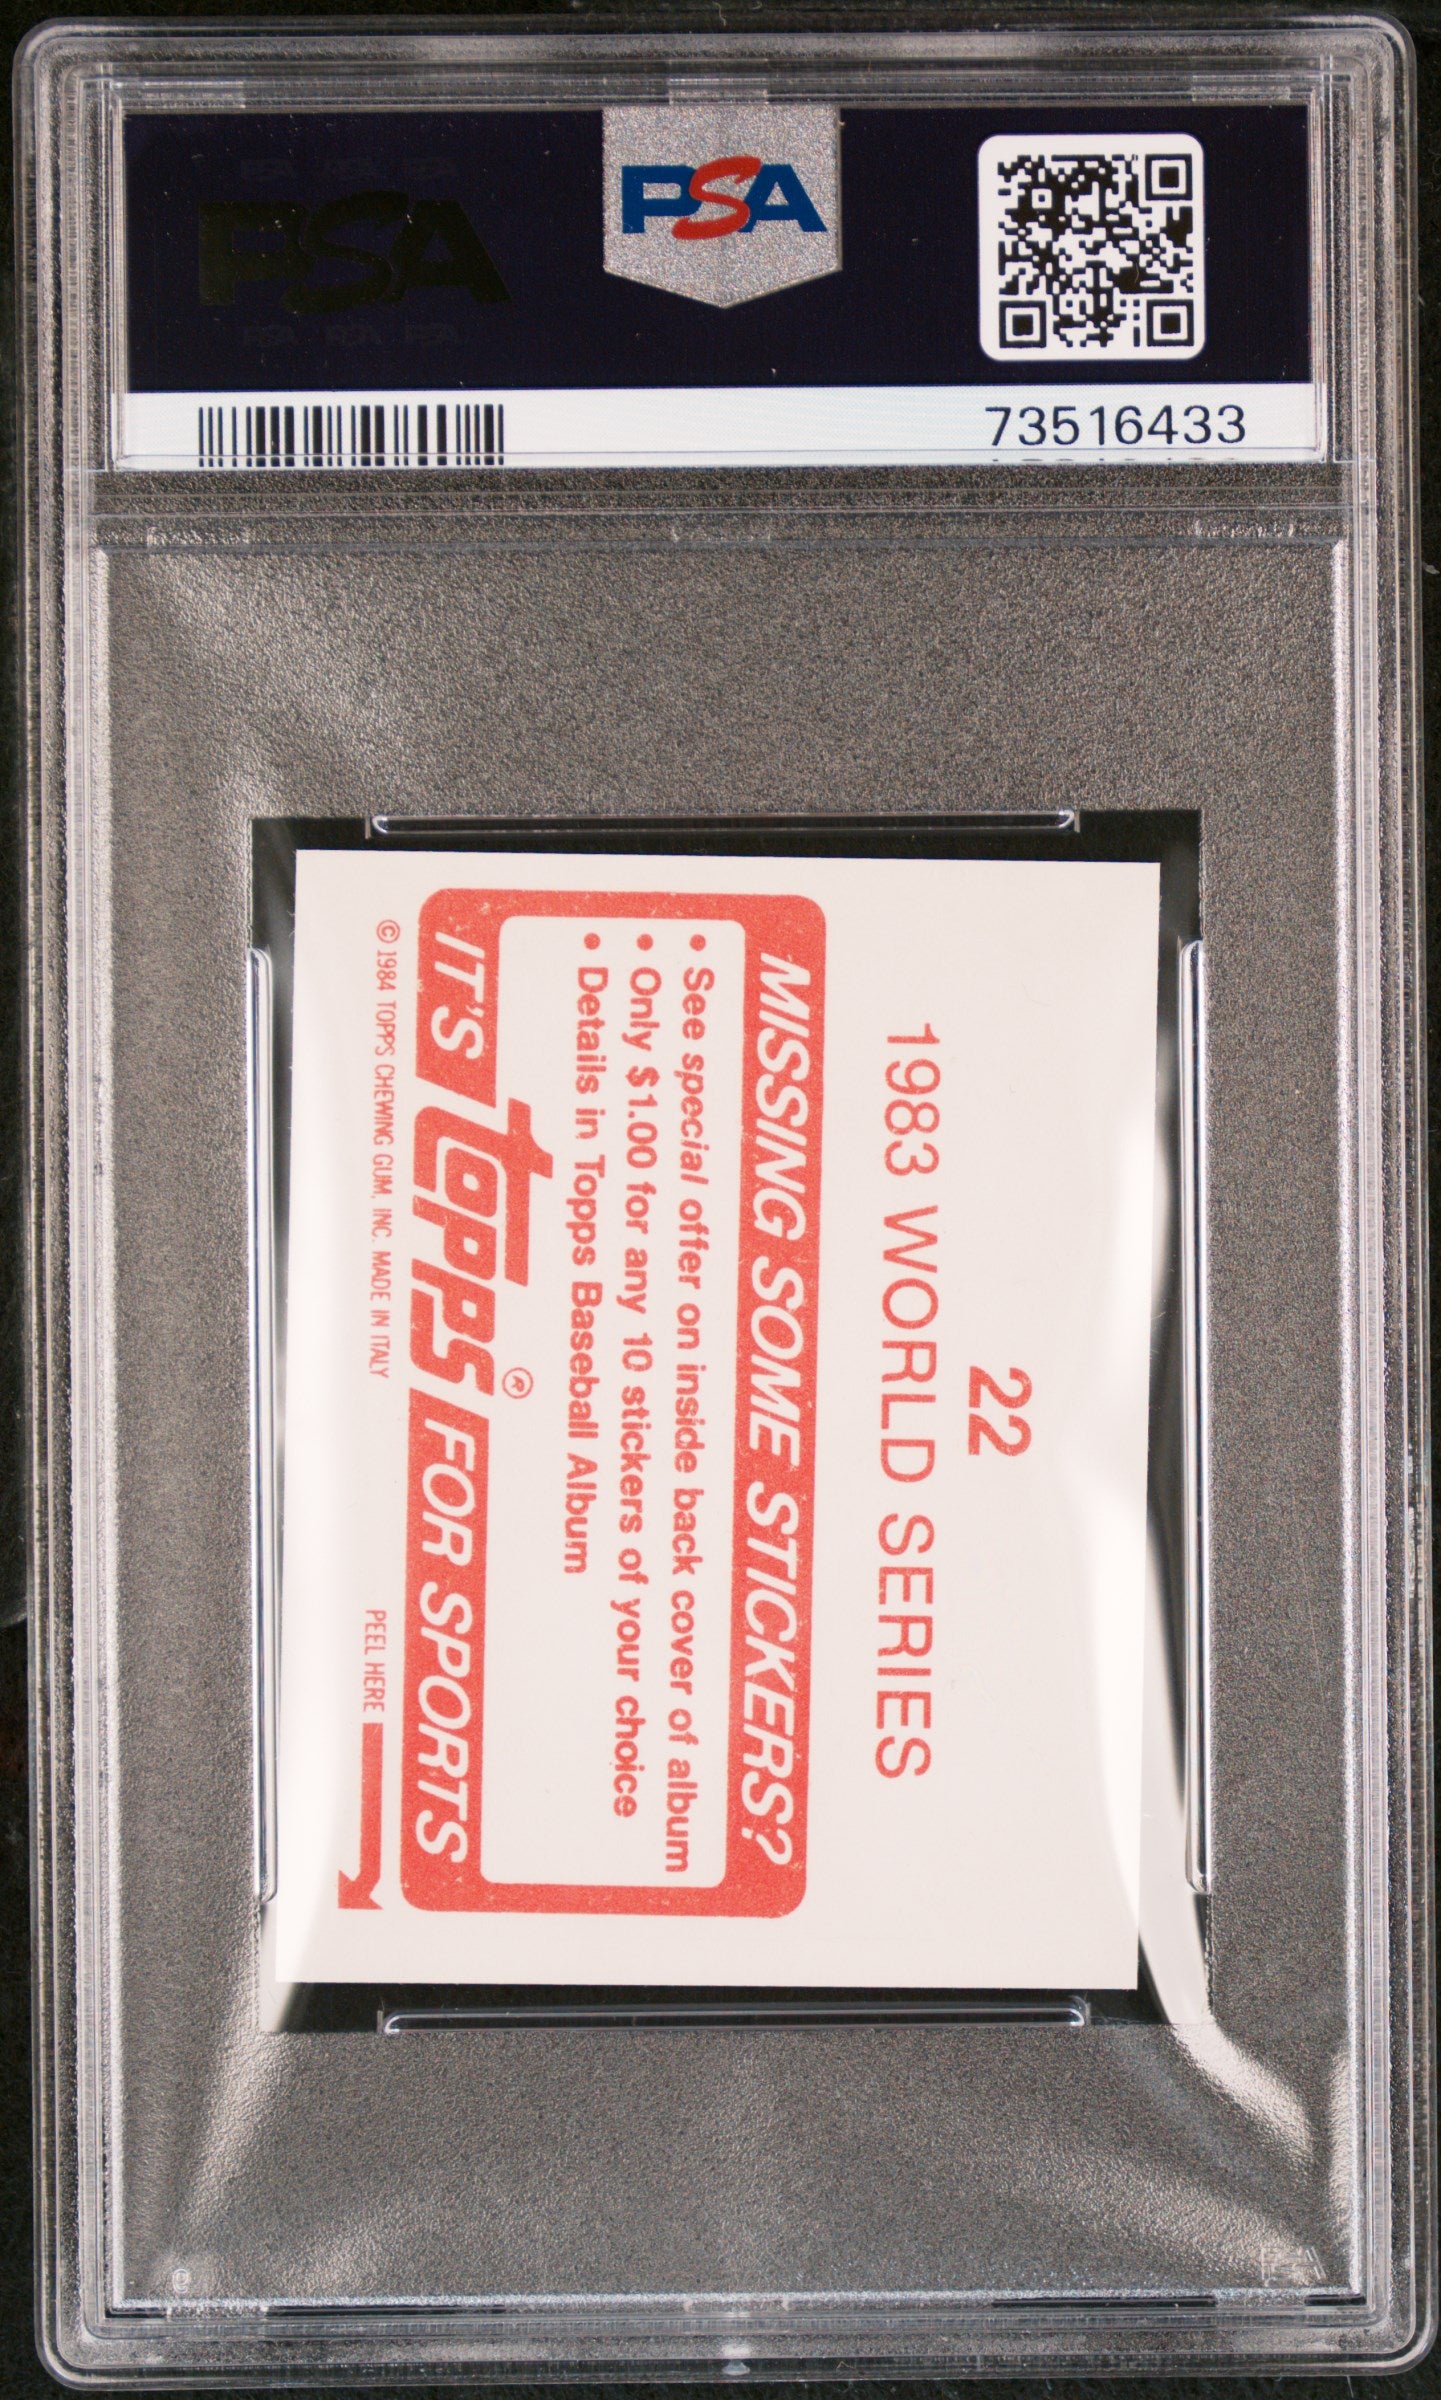 PSA
PSA
73516433
22
1983 WORLD SERIES
MISSING SOME STICKERS?
• See special offer on inside back cover of album
• Only $1.00 for any 10 stickers of your choice
• Details in Topps Baseball Album
IT'S Topps® FOR SPORTS
© 1984 TOPPS CHEWING GUM, INC. MADE IN ITALY
PEEL HERE